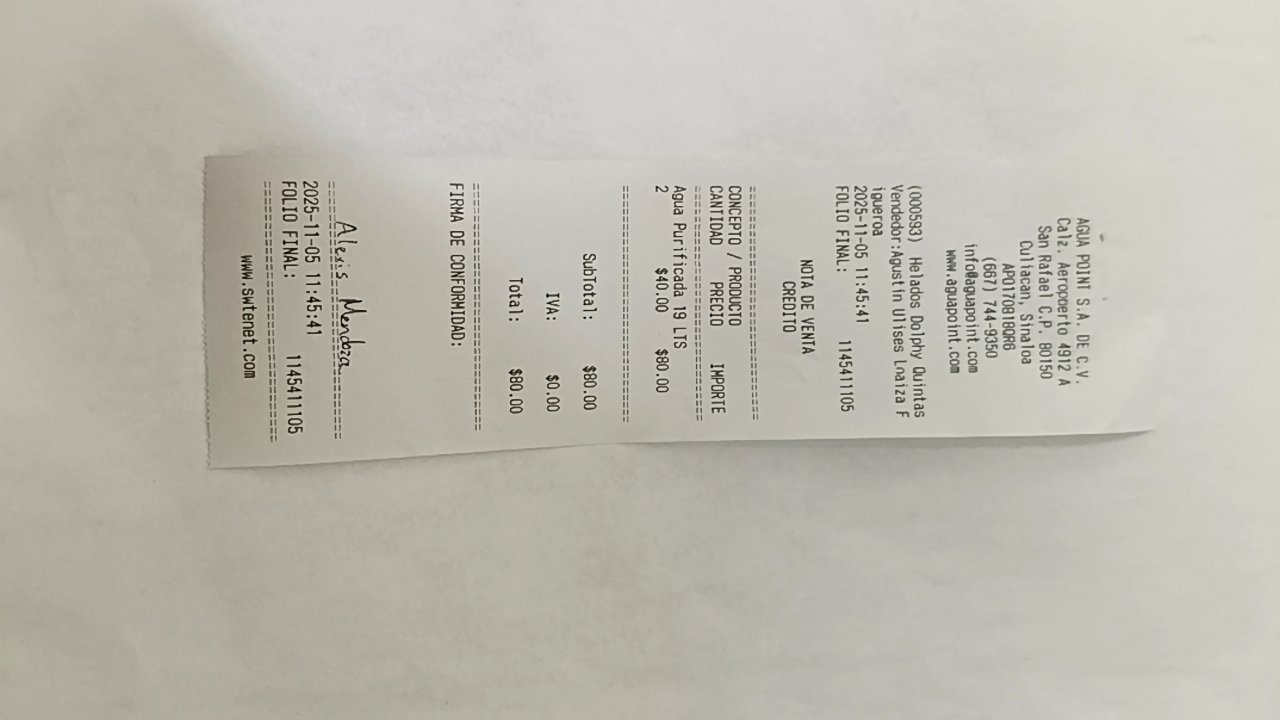 AGUA POINT S.A. DE C.V.
Calz. Aeropperto 4912 A
San Rafael C.P. 80150
Culiacan, Sinaloa
APO170818QR6
(667) 744-9350
info@aguapoint.com
www.aguapoint.com
(000593) Helados Dolphy Quintas
Vendedor:Agustin Ulises Loaiza F
igueroa
2025-11-05 11:45:41
FOLIO FINAL: 1145411105
NOTA DE VENTA
CREDITO
CONCEPTO / PRODUCTO
CANTIDAD PRECIO IMPORTE
Agua Purificada 19 LTS
2 $40.00 $80.00
SubTotal: $80.00
IVA: $0.00
Total: $80.00
FIRMA DE CONFORMIDAD:
Alexis Mendoza
2025-11-05 11:45:41
FOLIO FINAL: 1145411105
www.swtenet.com